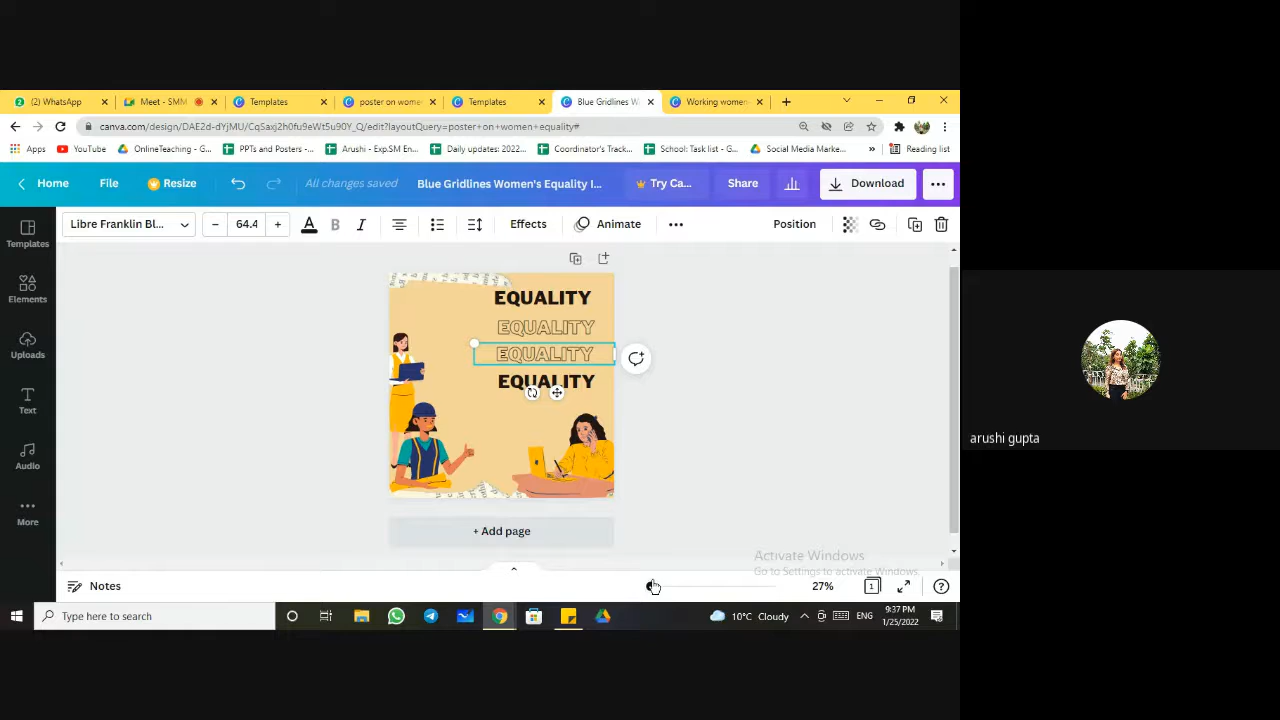 (2) WhatsApp
Meet - SMM
Templates
poster on wome
Templates
Blue Gridlines W
Working women
canva.com/design/DAE2d-dYjMU/CqSaxj2h0fu9eWt5u90Y_Q/edit?layoutQuery=poster+on+women+equality#
Apps
YouTube
OnlineTeaching - G...
PPTs and Posters -...
Arushi - Exp.SM En...
Daily updates: 2022...
Coordinator's Track...
School: Task list - G...
Social Media Marke...
»
Reading list
Home
File
Resize
All changes saved
Blue Gridlines Women's Equality I...
Try Ca...
Share
Download
Libre Franklin Bl...
64.4
A
B
I
Effects
Animate
Position
Templates
Elements
Uploads
Text
Audio
More
EQUALITY
EQUALITY
EQUALITY
EQUALITY
+ Add page
arushi gupta
Activate Windows
Go to Settings to activate Windows.
Notes
27%
1
Type here to search
10°C Cloudy
ENG
9:37 PM
1/25/2022